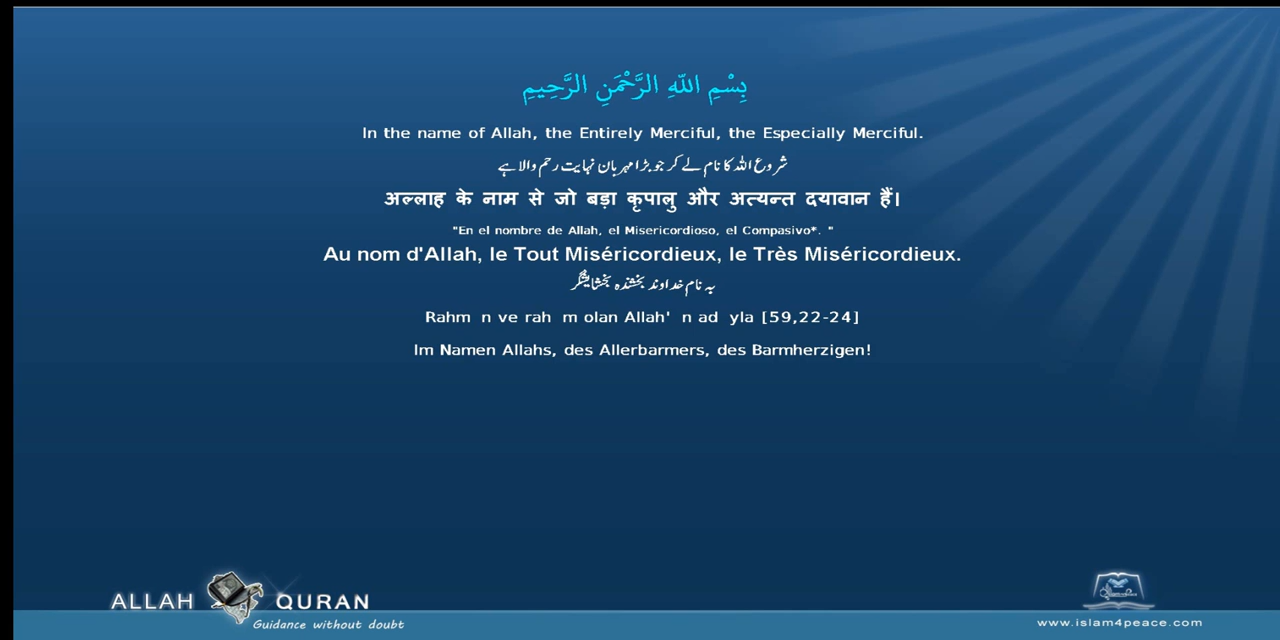 بِسْمِ اللّٰهِ الرَّحْمَنِ الرَّحِيمِ
In the name of Allah, the Entirely Merciful, the Especially Merciful.
شروع الله کا نام لے کر جو بڑا مہربان نہایت رحم والا ہے
अल्लाह के नाम से जो बड़ा कृपालु और अत्यन्त दयावान हैं।
"En el nombre de Allah, el Misericordioso, el Compasivo*. "
Au nom d'Allah, le Tout Miséricordieux, le Très Miséricordieux.
به نام خداوند بخشنده بخشایشگر
Rahm n ve rah m olan Allah' n ad yla [59,22-24]
Im Namen Allahs, des Allerbarmers, des Barmherzigen!
ALLAH QURAN
Guidance without doubt
www.islam4peace.com